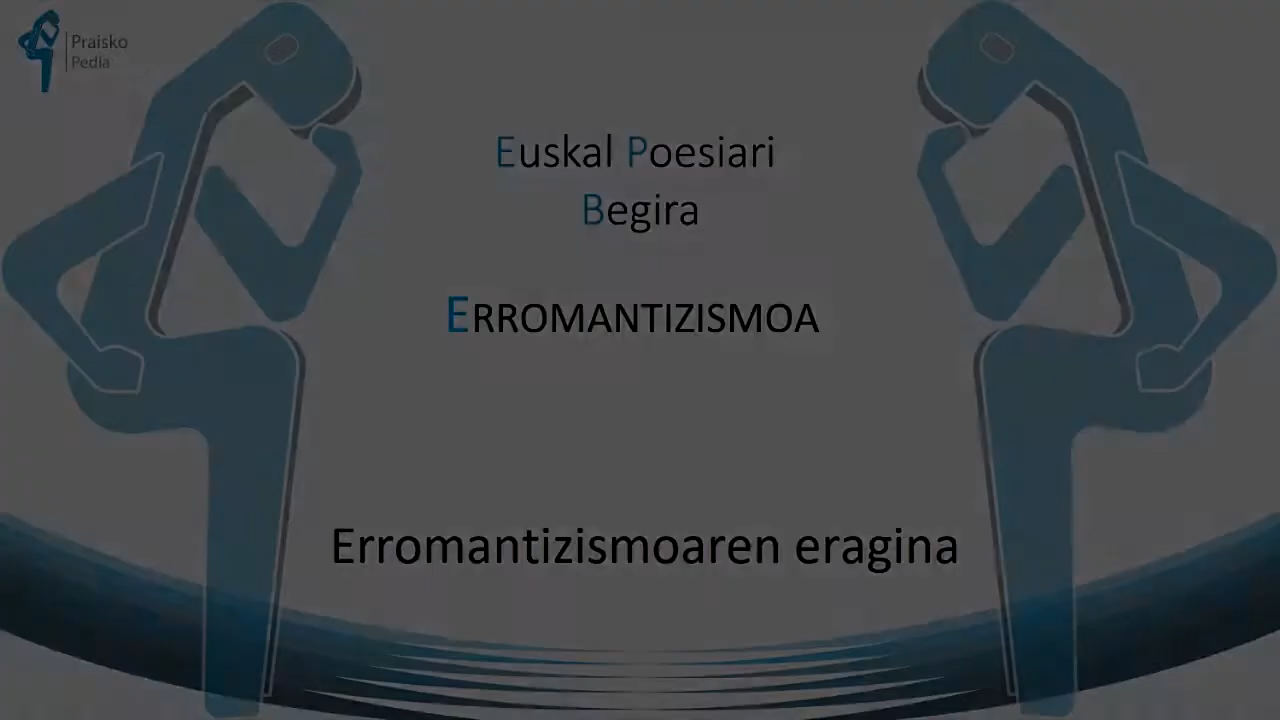 Praisko
Pedia
Euskal Poesiari
Begira
ERROMANTIZISMOA
Erromantizismoaren eragina